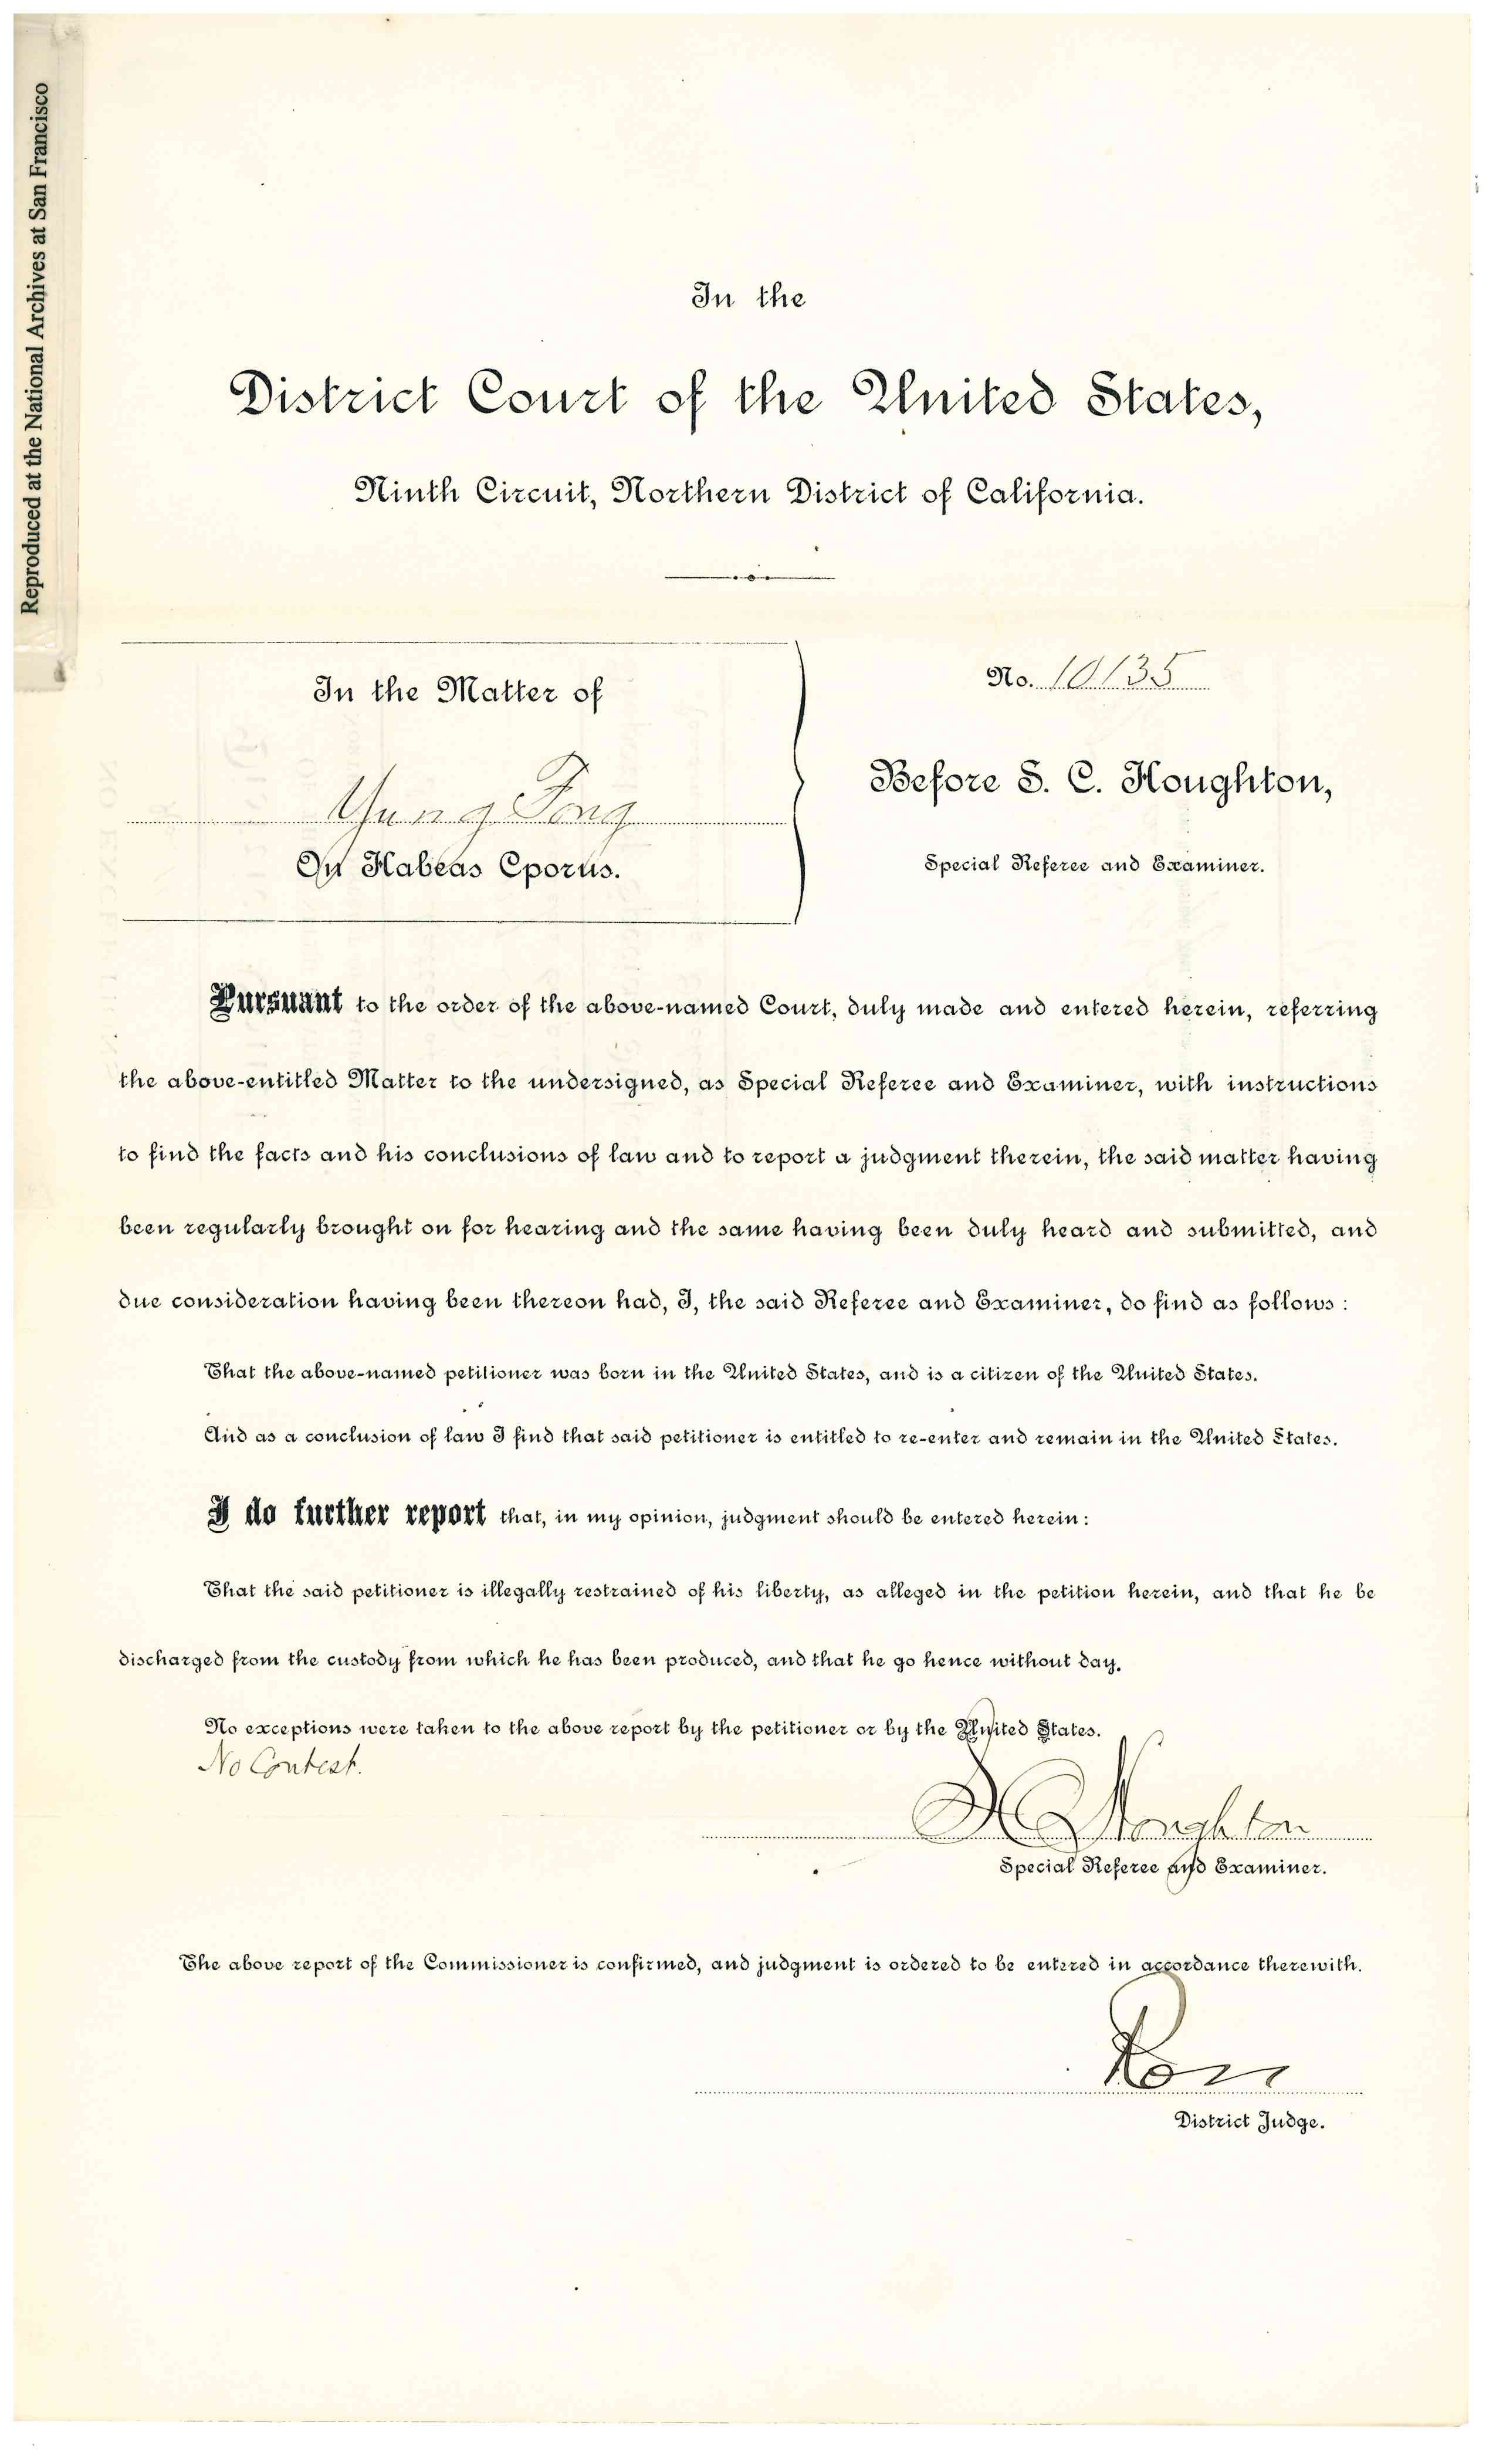 Reproduced at the National Archives at San Francisco
In the
District Court of the United States,
Ninth Circuit, Northern District of California.
In the Matter of
Yung Fong
On Habeas Cporus.
No. 10135
Before S. C. Houghton,
Special Referee and Examiner.
Pursuant to the order of the above-named Court, duly made and entered herein, referring
the above-entitled Matter to the undersigned, as Special Referee and Examiner, with instructions
to find the facts and his conclusions of law and to report a judgment therein, the said matter having
been regularly brought on for hearing and the same having been duly heard and submitted, and
due consideration having been thereon had, I, the said Referee and Examiner, do find as follows :
That the above-named petitioner was born in the United States, and is a citizen of the United States.
And as a conclusion of law I find that said petitioner is entitled to re-enter and remain in the United States.
I do further report that, in my opinion, judgment should be entered herein :
That the said petitioner is illegally restrained of his liberty, as alleged in the petition herein, and that he be
discharged from the custody from which he has been produced, and that he go hence without day.
No exceptions were taken to the above report by the petitioner or by the United States.
No Contest.
S C Houghton
Special Referee and Examiner.
The above report of the Commissioner is confirmed, and judgment is ordered to be entered in accordance therewith.
District Judge.